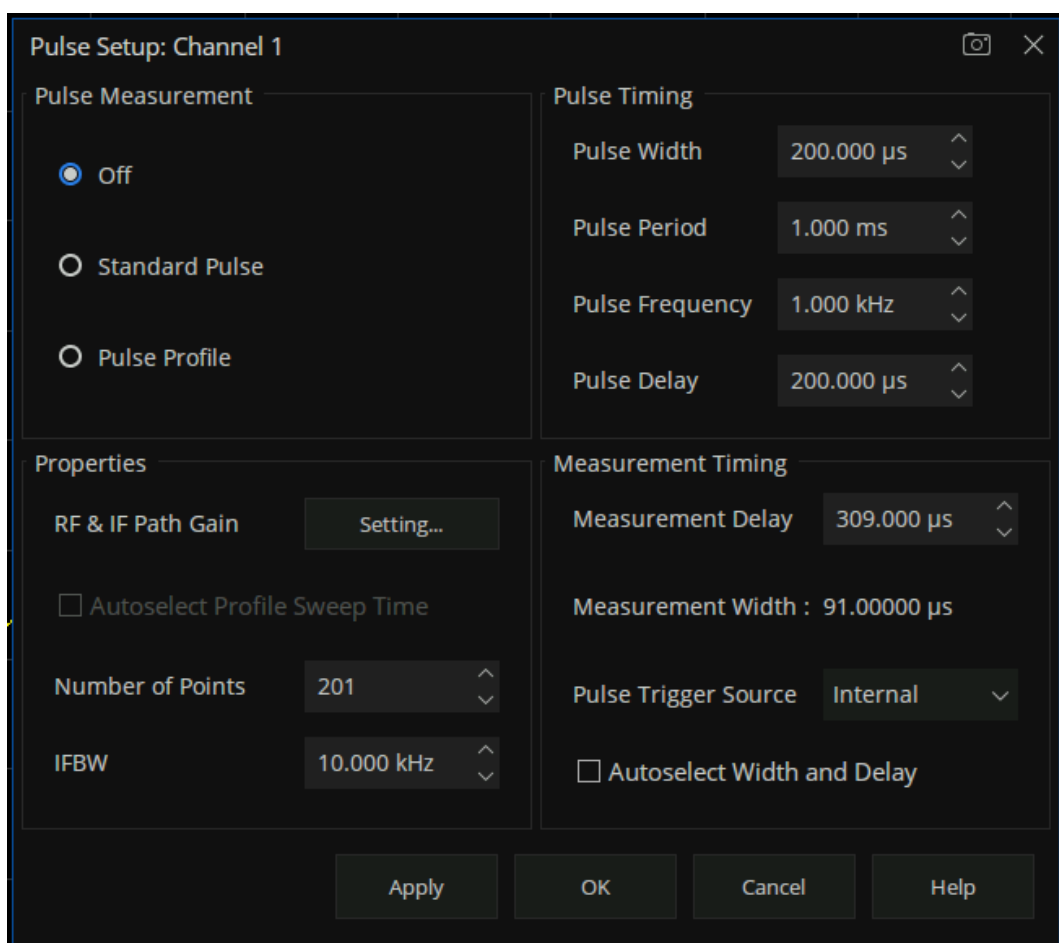 Pulse Setup: Channel 1
Pulse Measurement
Off
Standard Pulse
Pulse Profile
Pulse Timing
Pulse Width 200.000 µs
Pulse Period 1.000 ms
Pulse Frequency 1.000 kHz
Pulse Delay 200.000 µs
Properties
RF & IF Path Gain Setting...
Autoselect Profile Sweep Time
Number of Points 201
IFBW 10.000 kHz
Measurement Timing
Measurement Delay 309.000 µs
Measurement Width : 91.00000 µs
Pulse Trigger Source Internal
Autoselect Width and Delay
Apply OK Cancel Help